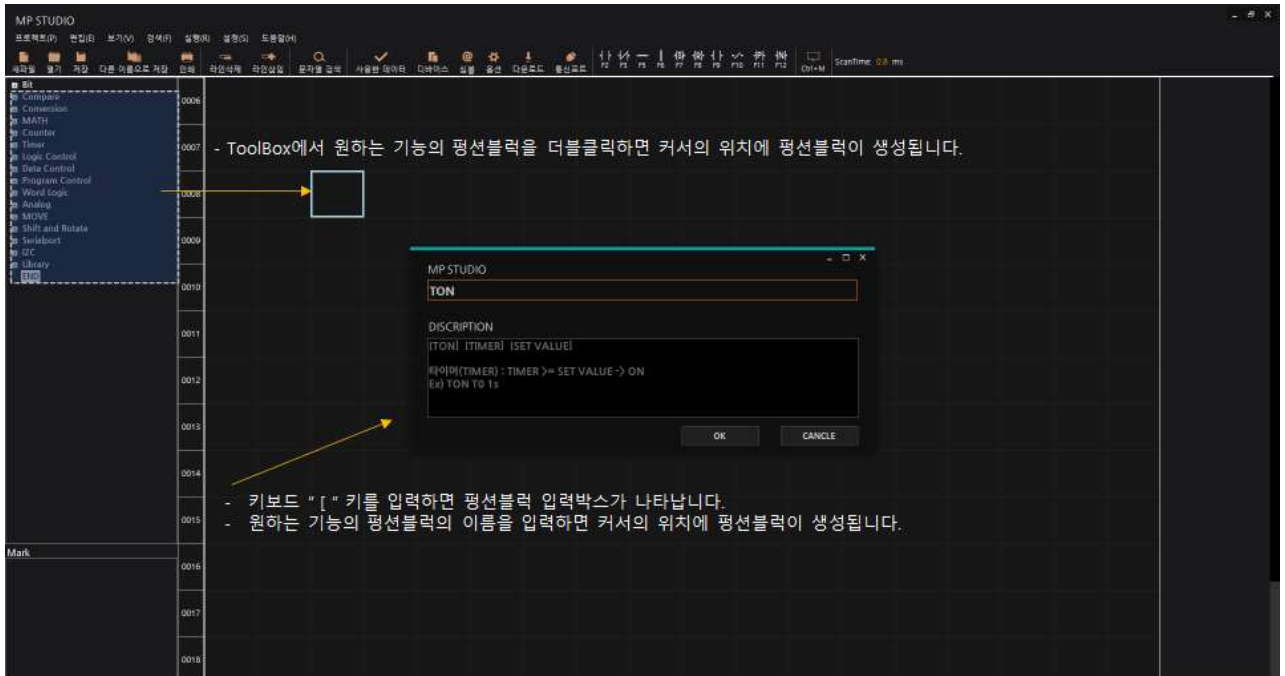 MP STUDIO
프로젝트(P) 편집(E) 보기(V) 검색(F) 실행(R) 설정(S) 도움말(H)
새파일 열기 저장 다른 이름으로 저장 인쇄 라인삭제 라인삽입 문자열 검색 사용한 데이터 디바이스 심볼 옵션 다운로드 통신포트 F2 F3 F5 F6 F7 F8 F9 F10 F11 F12 Ctrl+M ScanTime: 0.8 ms
Bit
Compare
Conversion
MATH
Counter
Timer
Logic Control
Data Control
Program Control
Word Logic
Analog
MOVE
Shift and Rotate
Serialport
I2C
Library
END
Mark
0006
0007
0008
0009
0010
0011
0012
0013
0014
0015
0016
0017
0018
- ToolBox에서 원하는 기능의 펑션블럭을 더블클릭하면 커서의 위치에 펑션블럭이 생성됩니다.
MP STUDIO
TON
DISCRIPTION
[TON] [TIMER] [SET VALUE]
타이머(TIMER) : TIMER >= SET VALUE -> ON
Ex) TON T0 1s
OK CANCLE
- 키보드 " [ " 키를 입력하면 펑션블럭 입력박스가 나타납니다.
- 원하는 기능의 펑션블럭의 이름을 입력하면 커서의 위치에 펑션블럭이 생성됩니다.